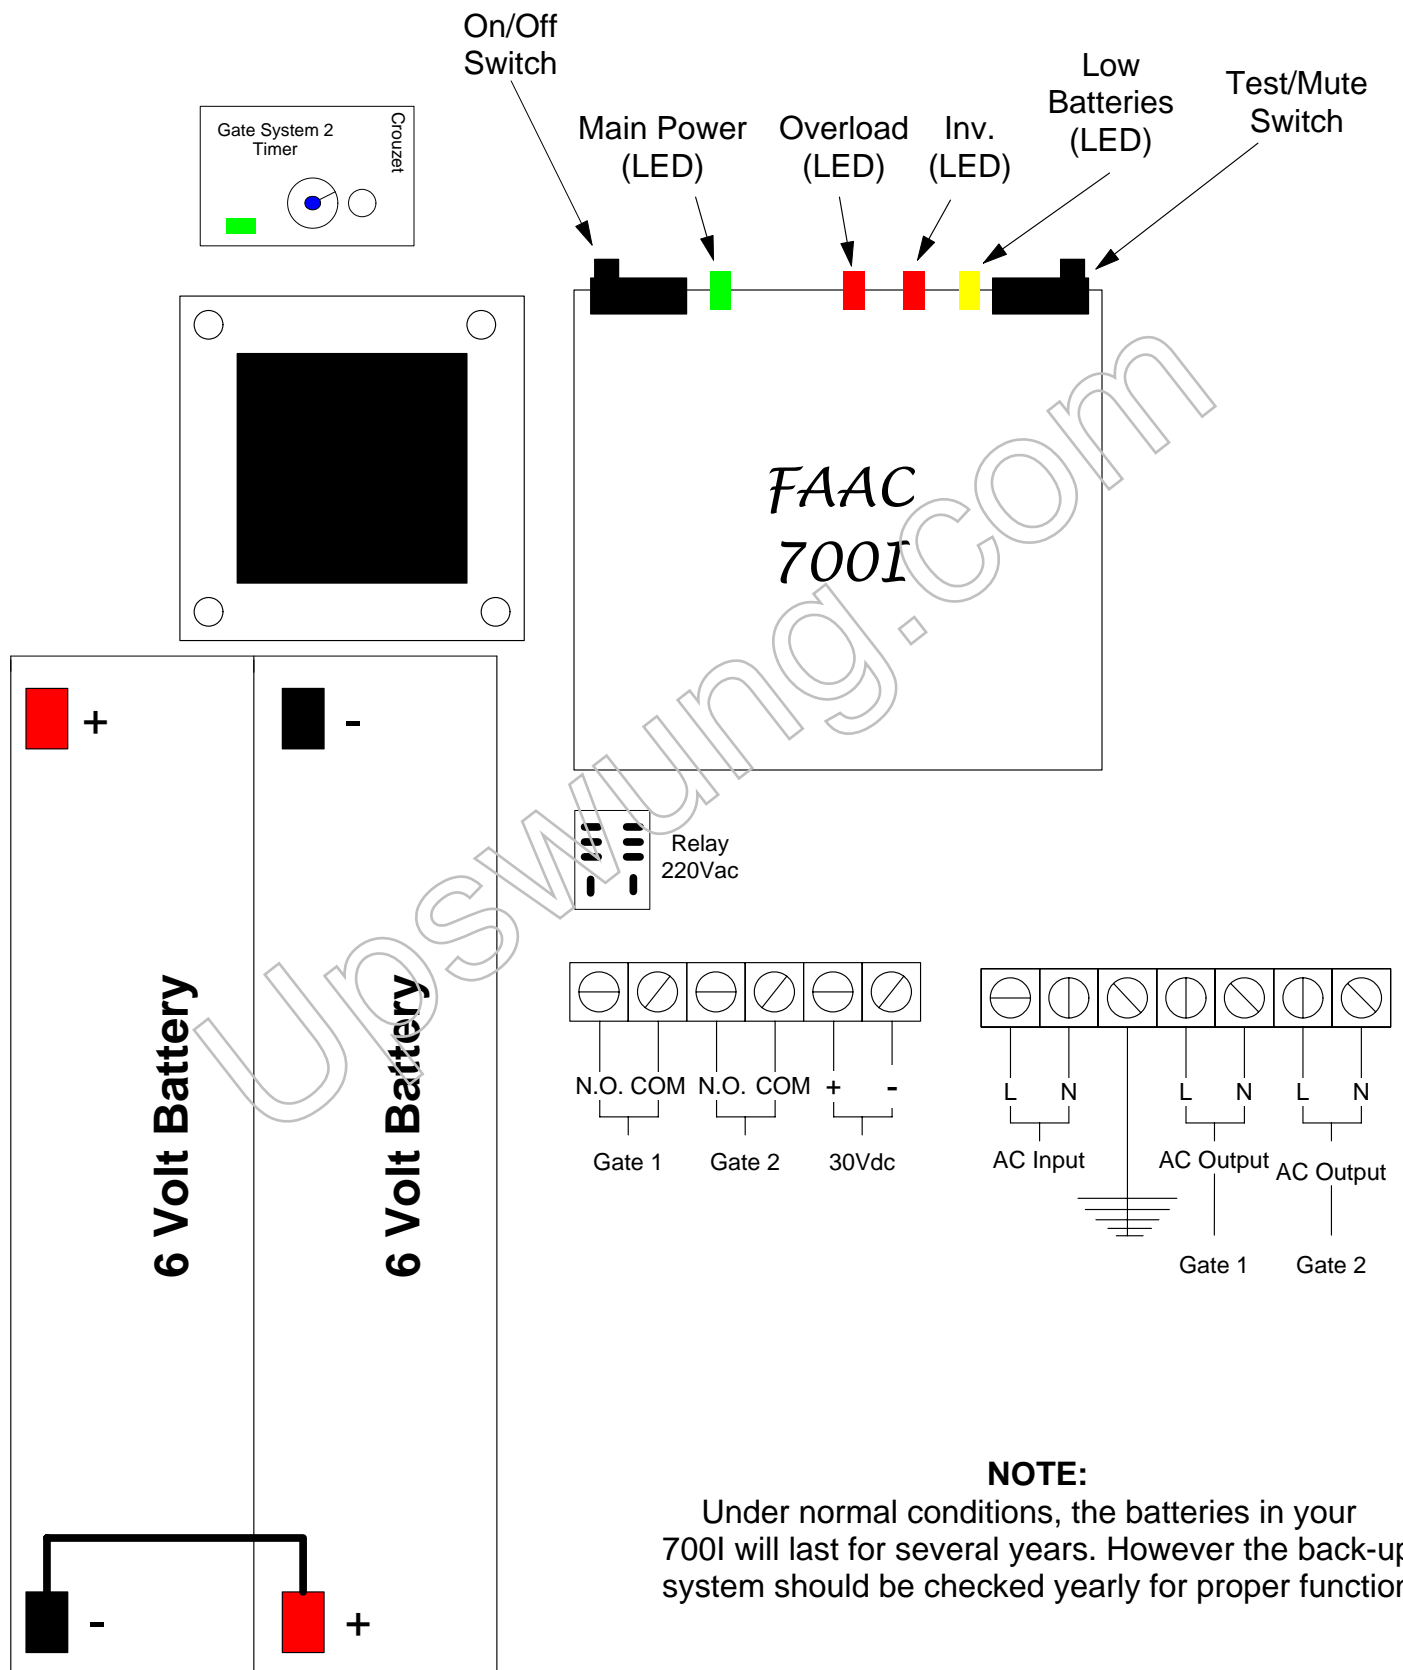 On/Off
Switch
Low
Batteries
(LED)
Test/Mute
Switch
Main Power
(LED)
Overload
(LED)
Inv.
(LED)
Gate System 2
Timer
Crouzet
FAAC
700I
+
-
Relay
220Vac
6 Volt Battery
6 Volt Battery
N.O. COM N.O. COM + -
Gate 1 Gate 2 30Vdc
L N L N L N
AC Input AC Output AC Output
Gate 1 Gate 2
NOTE:
Under normal conditions, the batteries in your
700I will last for several years. However the back-up
system should be checked yearly for proper function
-
+
Upswung.com